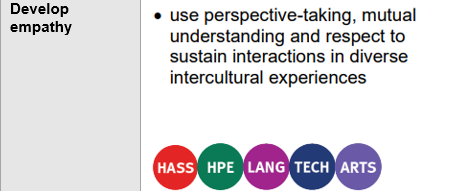 Develop
empathy
• use perspective-taking, mutual
understanding and respect to
sustain interactions in diverse
intercultural experiences
HASS HPE LANG TECH ARTS